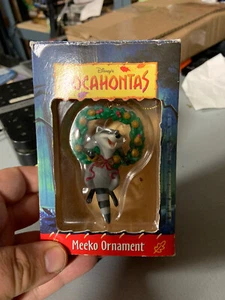 Disney's
POCAHONTAS
Meeko Ornament